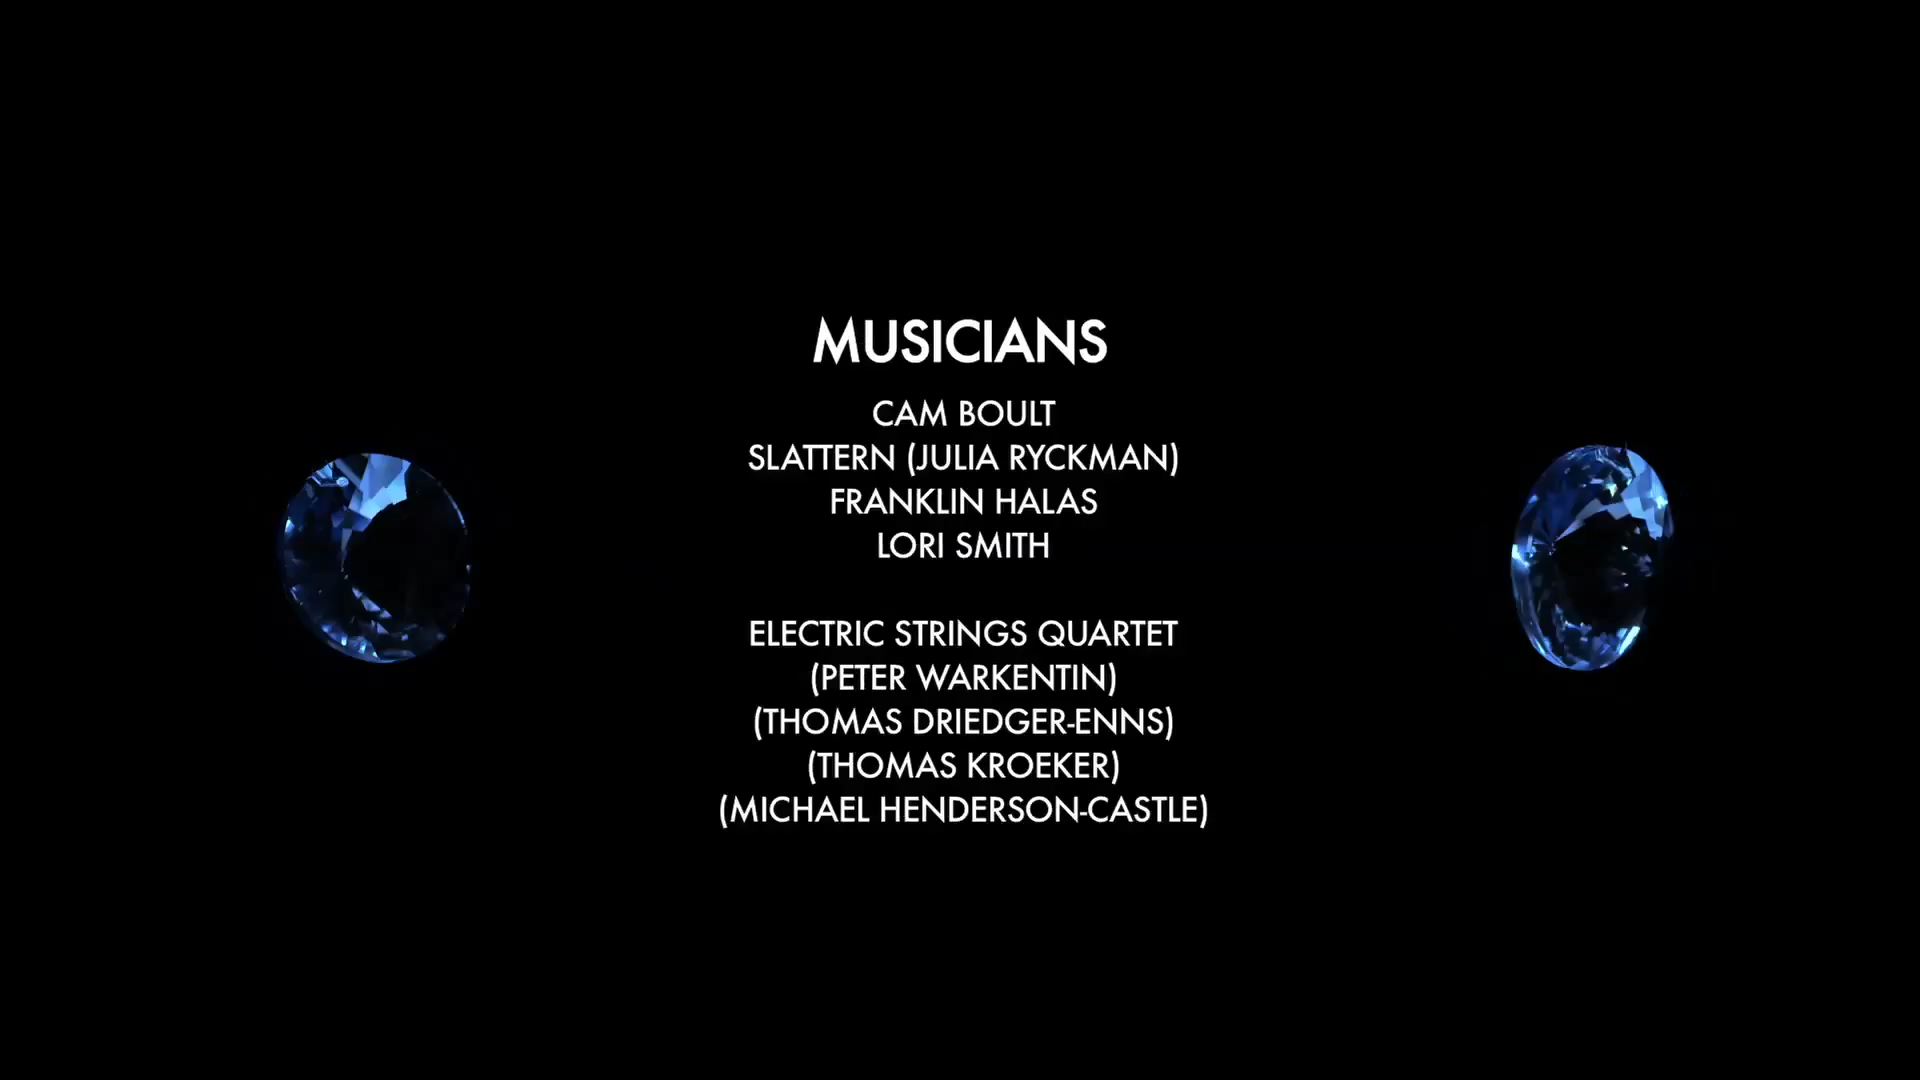 MUSICIANS
CAM BOULT
SLATTERN (JULIA RYCKMAN)
FRANKLIN HALAS
LORI SMITH
ELECTRIC STRINGS QUARTET
(PETER WARKENTIN)
(THOMAS DRIEDGER-ENNS)
(THOMAS KROEKER)
(MICHAEL HENDERSON-CASTLE)